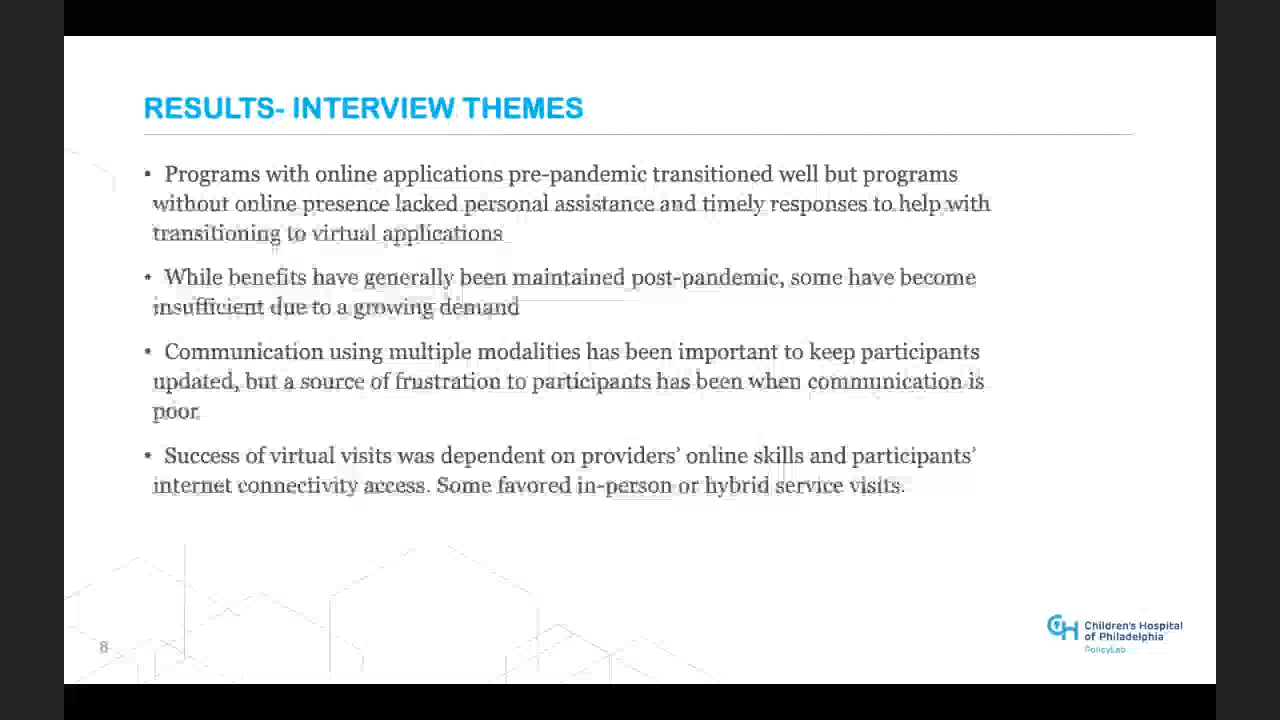 RESULTS- INTERVIEW THEMES
• Programs with online applications pre-pandemic transitioned well but programs
without online presence lacked personal assistance and timely responses to help with
transitioning to virtual applications
• While benefits have generally been maintained post-pandemic, some have become
insufficient due to a growing demand
• Communication using multiple modalities has been important to keep participants
updated, but a source of frustration to participants has been when communication is
poor.
• Success of virtual visits was dependent on providers' online skills and participants'
internet connectivity access. Some favored in-person or hybrid service visits.
8
CH Children's Hospital
of Philadelphia
PolicyLab